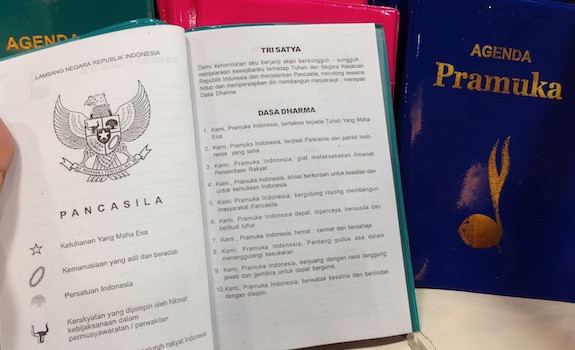 AGENDA
AGENDA
Pramuka
LAMBANG NEGARA REPUBLIK INDONESIA
PANCASILA
Ketuhanan Yang Maha Esa
Kemanusiaan yang adil dan beradab
Persatuan Indonesia
Kerakyatan yang dipimpin oleh hikmat
kebijaksanaan dalam
permusyawaratan / perwakilan
seluruh rakyat Indonesia
TRI SATYA
Demi kehormatan aku berjanji akan bersungguh - sungguh
menjalankan kewajibanku terhadap Tuhan dan Negara Kesatuan
Republik Indonesia dan menjalankan Pancasila, menolong sesama
hidup dan mempersiapkan diri membangun masyarakat , menepati
Dasa Dharma
DASA DHARMA
1. Kami, Pramuka Indonesia, bertakwa kepada Tuhan Yang Maha
Esa
2. Kami, Pramuka Indonesia, berjiwa Pancasila dan patriot Indo-
nesia yang setia
3. Kami, Pramuka Indonesia, giat melaksanakan Amanat
Penderitaan Rakyat
4. Kami , Pramuka Indonesia, ikhlas berkorban untuk keadilan dan
untuk kemuliaan Indonesia
5. Kami, Pramuka Indonesia, bergotong royong membangun
masyarakat Pancasila.
6. Kami, Pramuka Indonesia dapat, dipercaya, bersusila dan
berbudi luhur
7. Kami , Pramuka Indonesia, hemat , cermat dan bersahaja.
8. Kami, Pramuka Indonesia, Pantang putus asa dalam
menanggulangi kesukaran.
9. Kami, Pramuka Indonesia, berjuang dengan rasa tanggung
jawab dan gembira, untuk dapat berguna.
10. Kami, Pramuka Indonesia, berwatak kesatria dan bertindak
dengan disiplin.